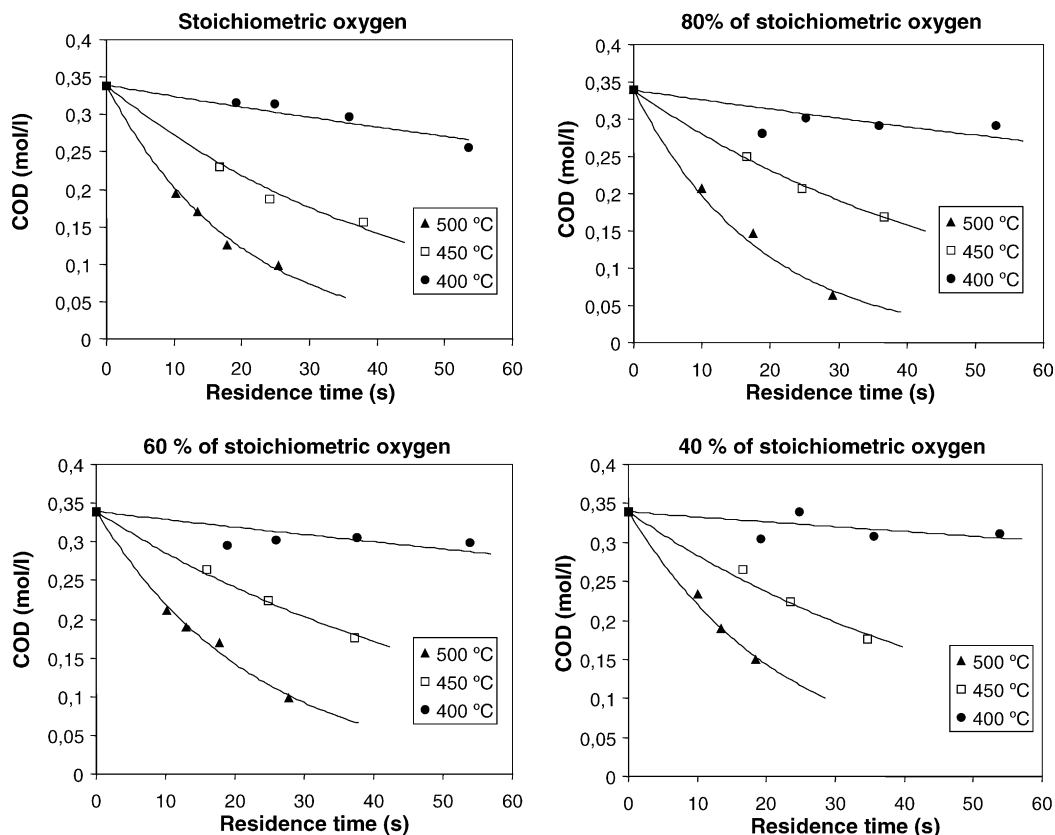 Stoichiometric oxygen
0,4
0,35
0,3
0,25
0,2
0,15
0,1
0,05
0
COD (mol/l)
500 ºC
450 ºC
400 ºC
0 10 20 30 40 50 60
Residence time (s)
80% of stoichiometric oxygen
0,4
0,35
0,3
0,25
0,2
0,15
0,1
0,05
0
COD (mol/l)
500 ºC
450 ºC
400 ºC
0 10 20 30 40 50 60
Residence time (s)
60 % of stoichiometric oxygen
0,4
0,35
0,3
0,25
0,2
0,15
0,1
0,05
0
COD (mol/l)
500 ºC
450 ºC
400 ºC
0 10 20 30 40 50 60
Residence time (s)
40 % of stoichiometric oxygen
0,4
0,35
0,3
0,25
0,2
0,15
0,1
0,05
0
COD (mol/l)
500 ºC
450 ºC
400 ºC
0 10 20 30 40 50 60
Residence time (s)